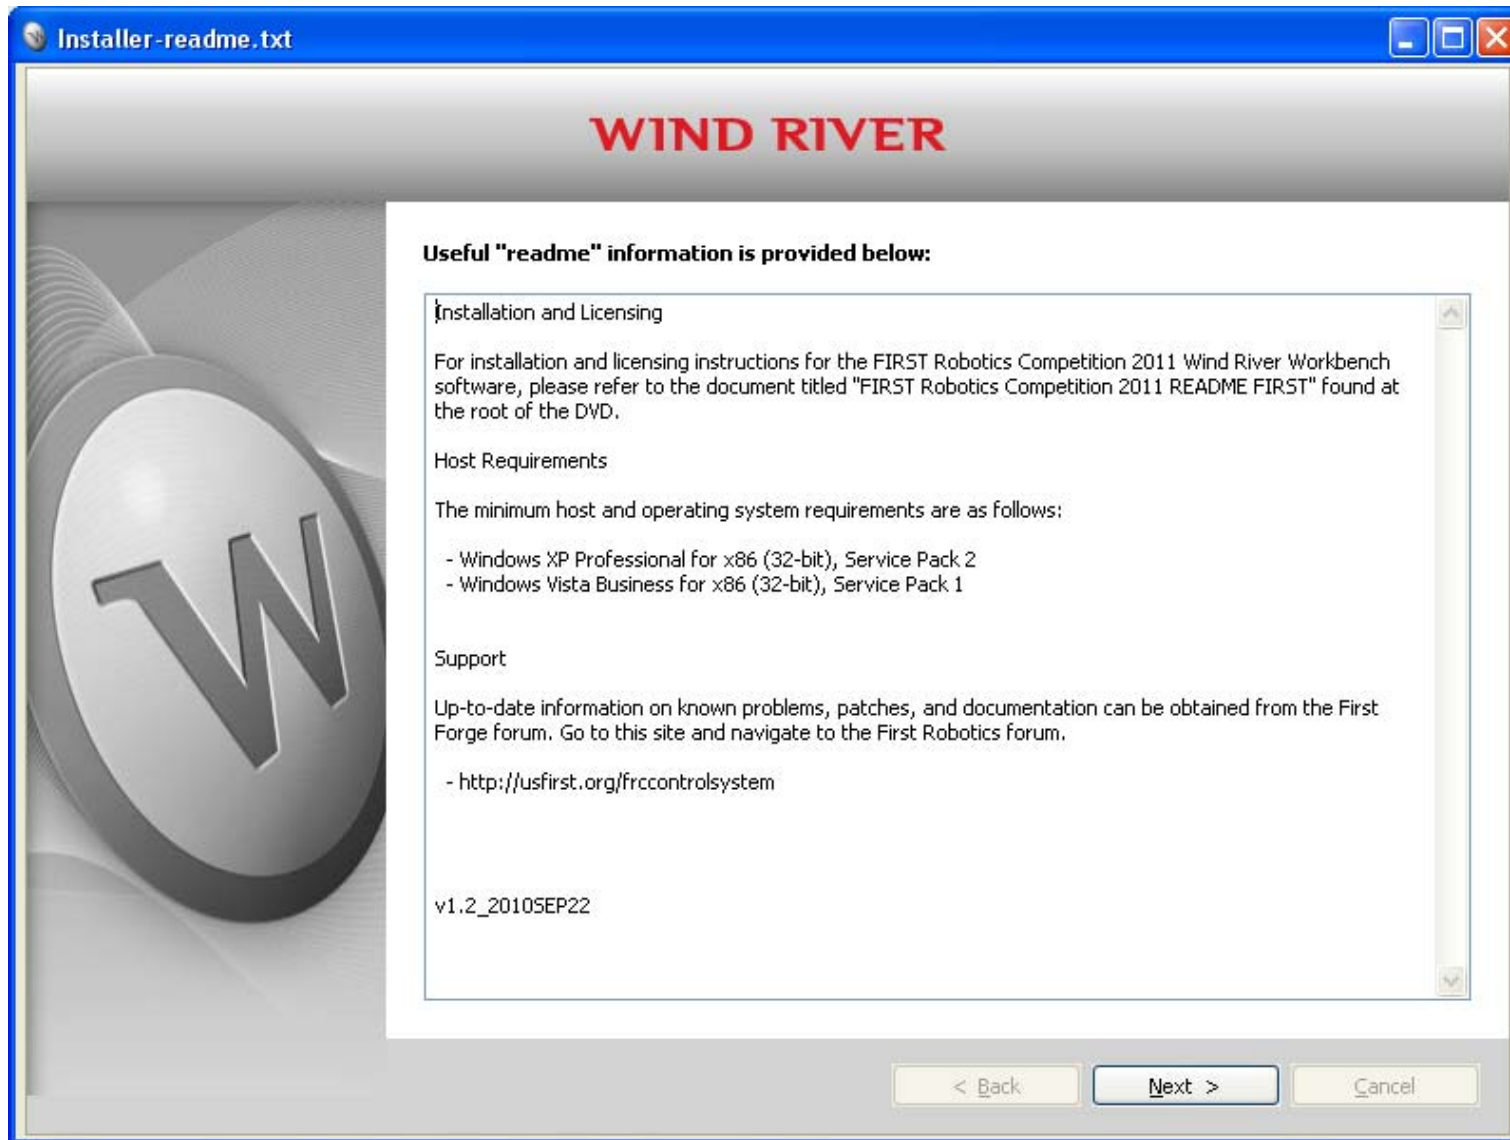 Installer-readme.txt
WIND RIVER
Useful "readme" information is provided below:
Installation and Licensing
For installation and licensing instructions for the FIRST Robotics Competition 2011 Wind River Workbench
software, please refer to the document titled "FIRST Robotics Competition 2011 README FIRST" found at
the root of the DVD.
Host Requirements
The minimum host and operating system requirements are as follows:
- Windows XP Professional for x86 (32-bit), Service Pack 2
- Windows Vista Business for x86 (32-bit), Service Pack 1
Support
Up-to-date information on known problems, patches, and documentation can be obtained from the First
Forge forum. Go to this site and navigate to the First Robotics forum.
- http://usfirst.org/frccontrolsystem
v1.2_2010SEP22
W
< Back Next > Cancel